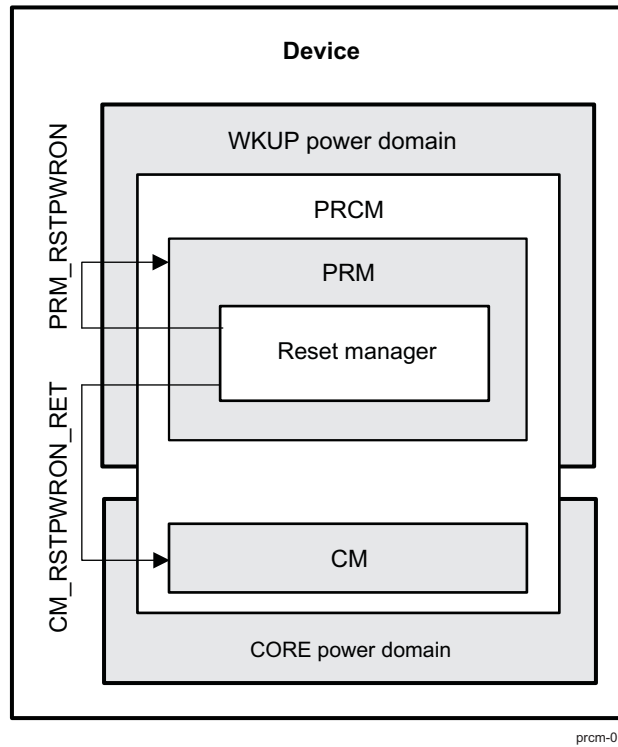 Device
WKUP power domain
PRM_RSTPWRON
PRCM
PRM
Reset manager
CM_RSTPWRON_RET
CM
CORE power domain
prcm-0